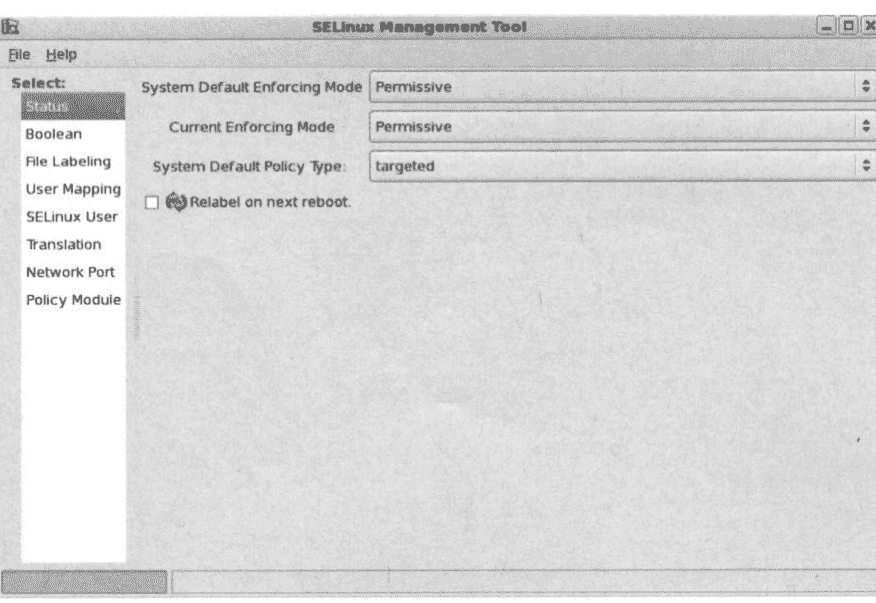 SELinux Management Tool
File Help
Select:
Status
Boolean
File Labeling
User Mapping
SELinux User
Translation
Network Port
Policy Module
System Default Enforcing Mode Permissive
Current Enforcing Mode Permissive
System Default Policy Type: targeted
Relabel on next reboot.